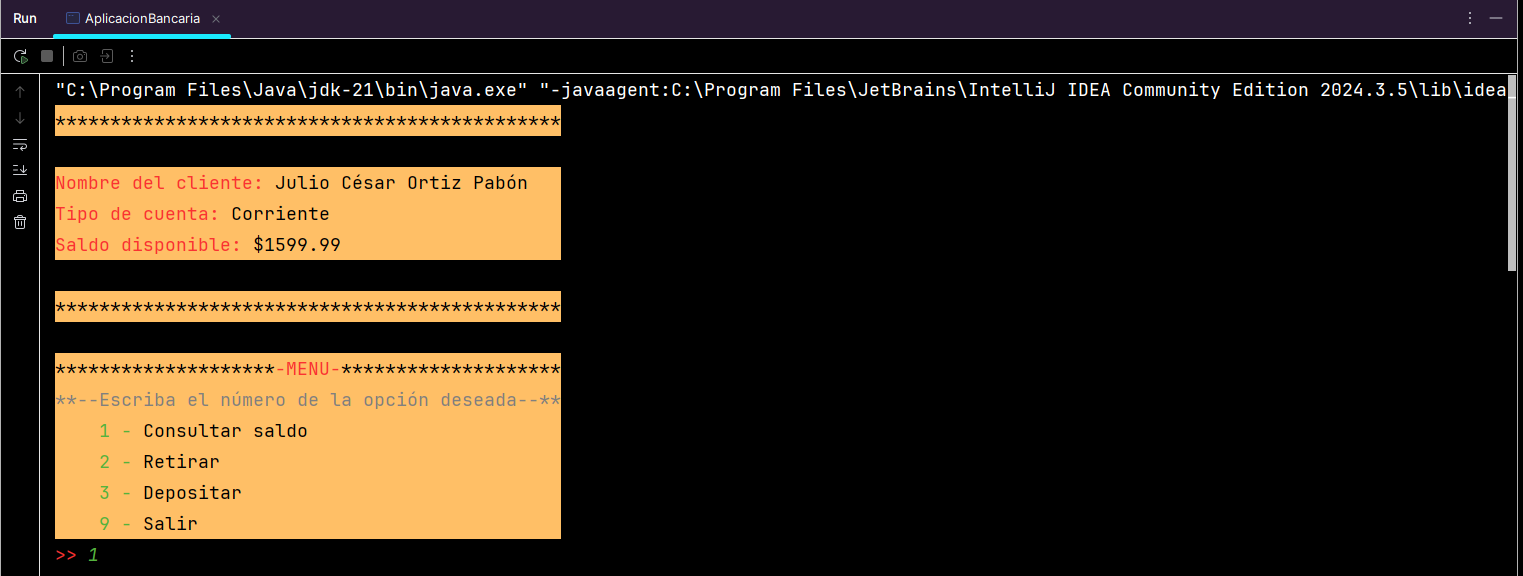 Run AplicacionBancaria
"C:\Program Files\Java\jdk-21\bin\java.exe" "-javaagent:C:\Program Files\JetBrains\IntelliJ IDEA Community Edition 2024.3.5\lib\idea
**********************************************
Nombre del cliente: Julio César Ortiz Pabón
Tipo de cuenta: Corriente
Saldo disponible: $1599.99
**********************************************
********************-MENU-********************
**--Escriba el número de la opción deseada--**
1 - Consultar saldo
2 - Retirar
3 - Depositar
9 - Salir
>> 1